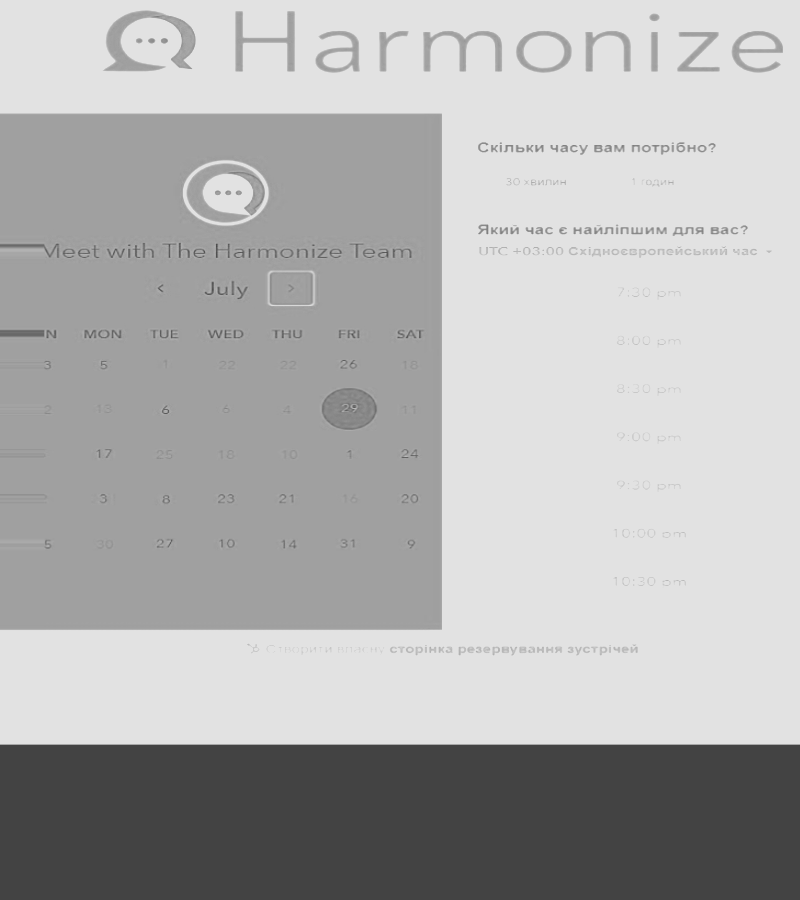 Harmonize
Meet with The Harmonize Team
July
N MON TUE WED THU FRI SAT
3 5 1 22 22 26 18
2 13 6 6 4 29 11
17 25 18 10 1 24
3 8 23 21 16 20
5 30 27 10 14 31 9
Скільки часу вам потрібно?
30 хвилин 1 годин
Який час є найліпшим для вас?
UTC +03:00 Східноєвропейський час
7:30 pm
8:00 pm
8:30 pm
9:00 pm
9:30 pm
10:00 pm
10:30 pm
Створити власну сторінка резервування зустрічей